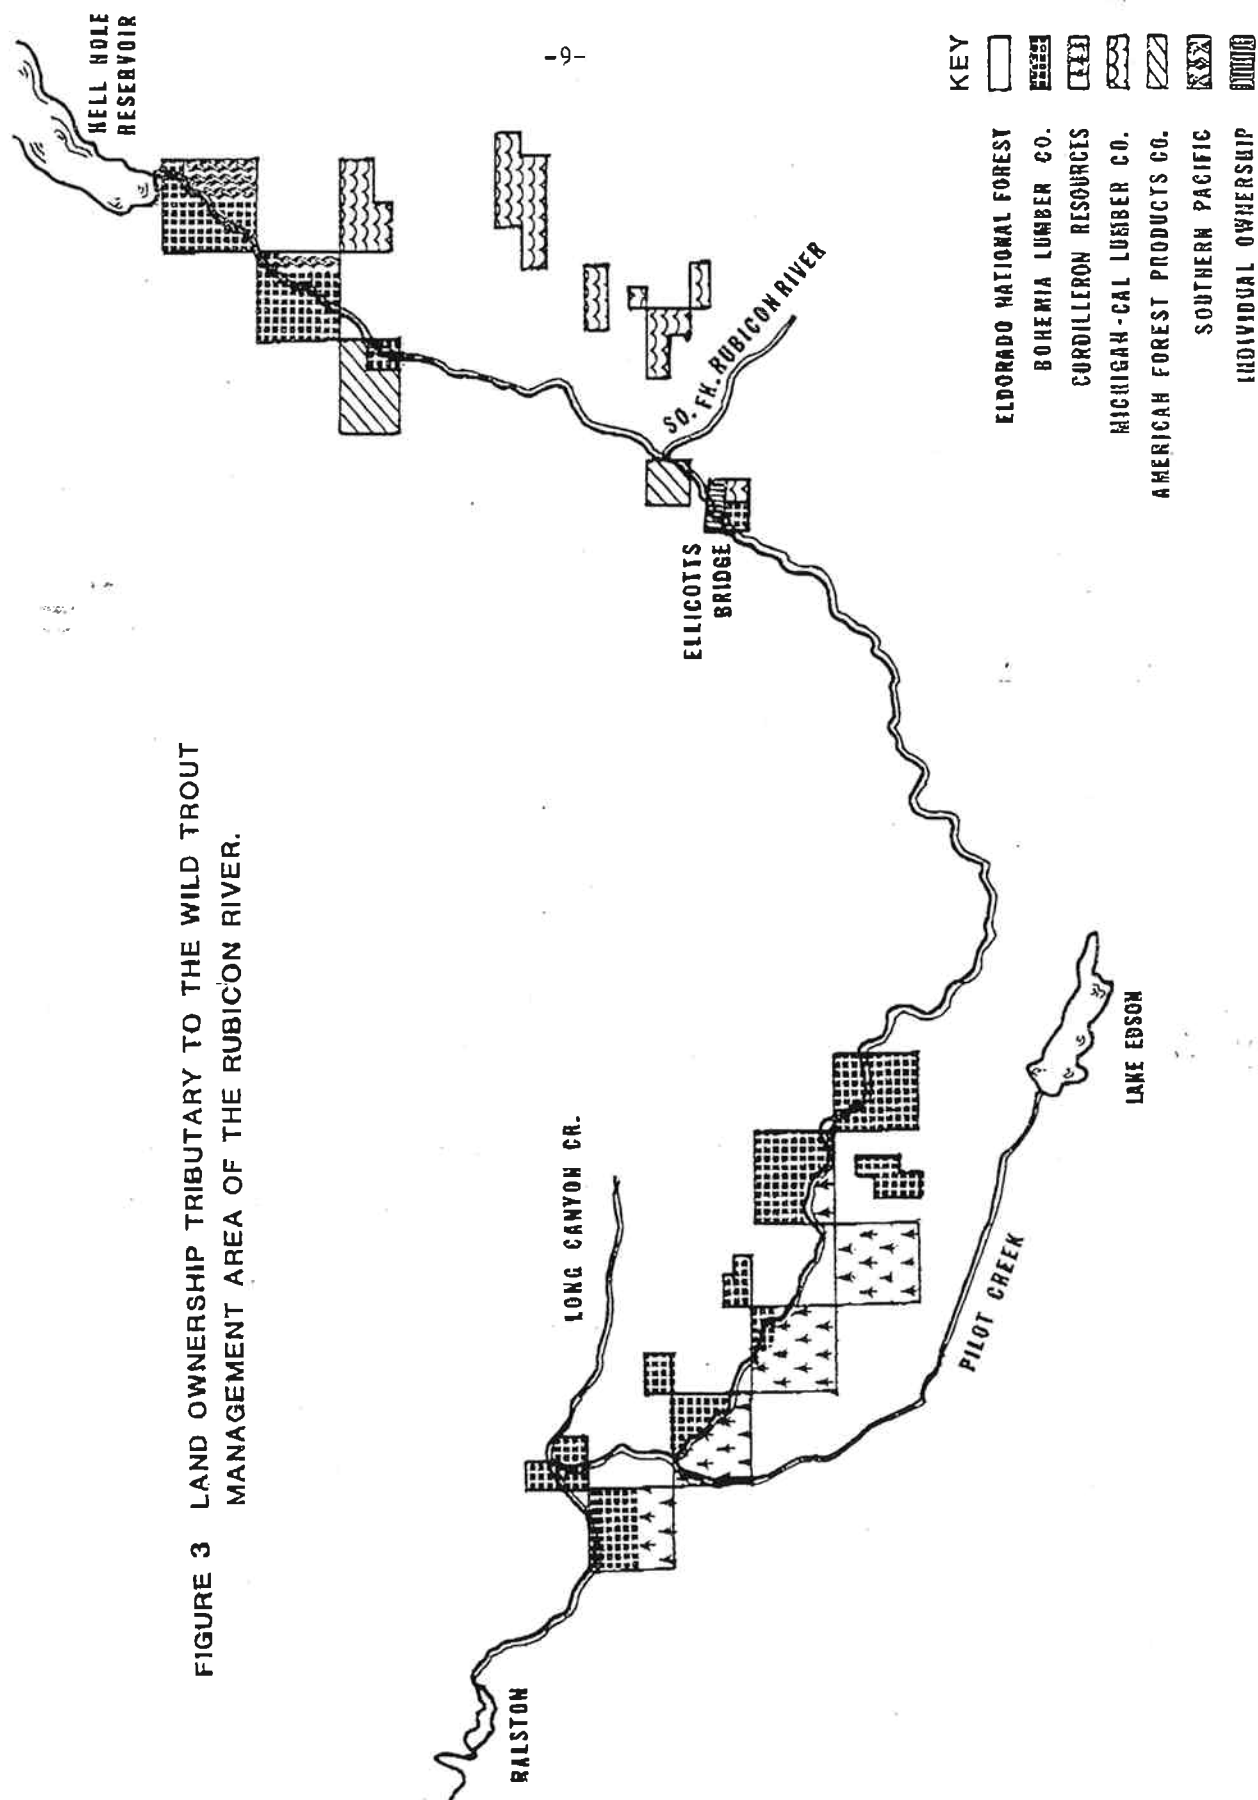 -9-
FIGURE 3 LAND OWNERSHIP TRIBUTARY TO THE WILD TROUT
MANAGEMENT AREA OF THE RUBICON RIVER.
HELL HOLE
RESERVOIR
SO. FK. RUBICON RIVER
ELLICOTTS
BRIDGE
LONG CANYON CR.
PILOT CREEK
LAKE EDSON
RALSTON
KEY
ELDORADO NATIONAL FOREST
BOHEMIA LUMBER CO.
CORDILLERON RESOURCES
MICHIGAN-CAL LUMBER CO.
AMERICAN FOREST PRODUCTS CO.
SOUTHERN PACIFIC
INDIVIDUAL OWNERSHIP